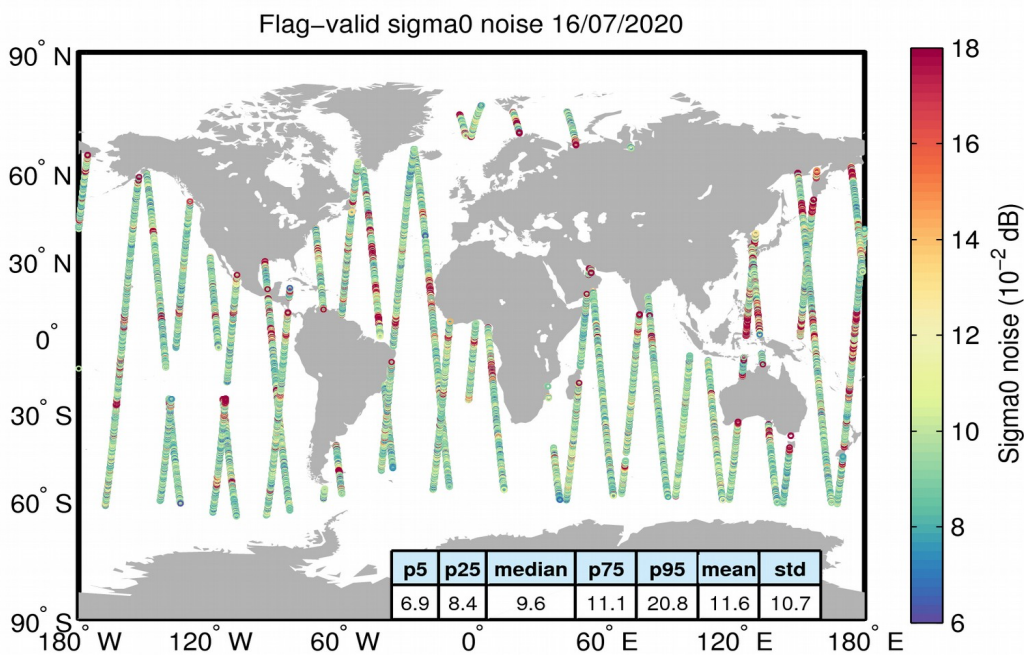 Flag−valid sigma0 noise 16/07/2020
90° N
60° N
30° N
0°
30° S
60° S
90° S
180° W
120° W
60° W
0°
60° E
120° E
180° E
18
16
14
12
10
8
6
Sigma0 noise (10⁻² dB)
p5 p25 median p75 p95 mean std
6.9 8.4 9.6 11.1 20.8 11.6 10.7